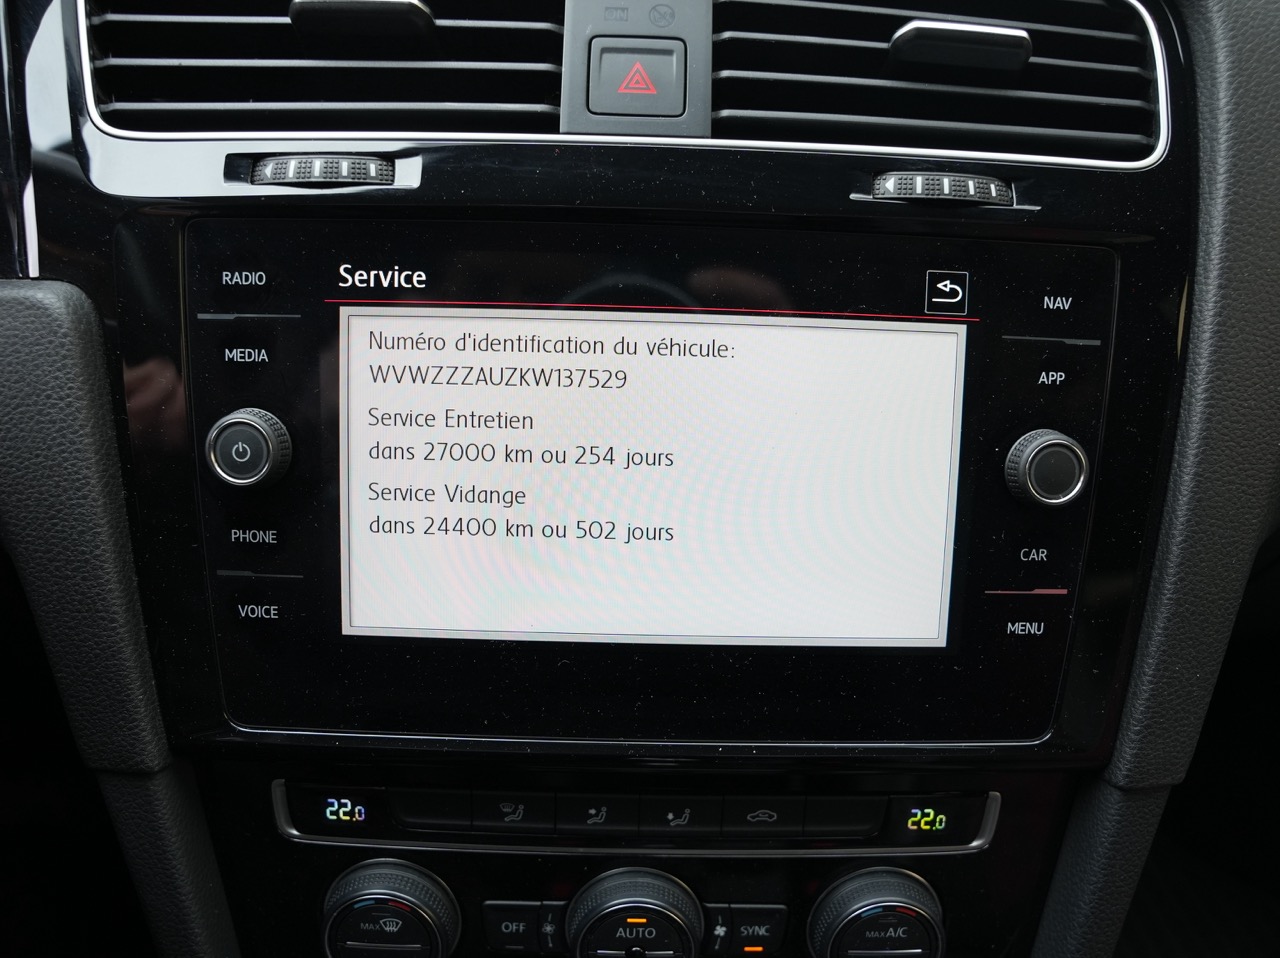 RADIO
MEDIA
PHONE
VOICE
Service
Numéro d'identification du véhicule:
WVWZZZAUZKW137529
Service Entretien
dans 27000 km ou 254 jours
Service Vidange
dans 24400 km ou 502 jours
NAV
APP
CAR
MENU
22.0
22.0
MAX
OFF
AUTO
SYNC
MAX A/C